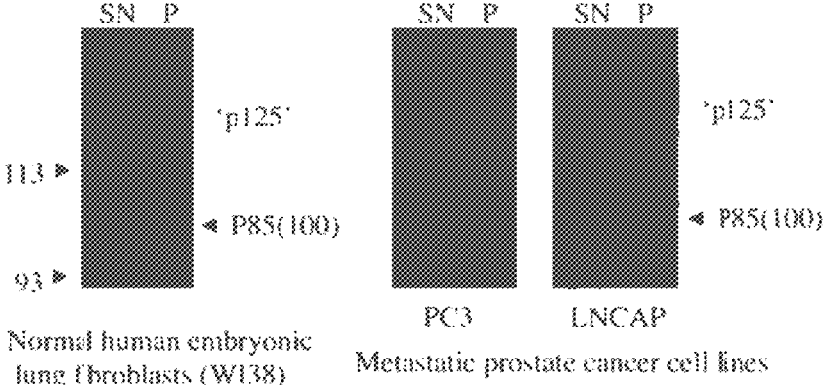 SN P SN P SN P
'p125' 'p125'
113
P85(100) P85(100)
93
PC3 LNCAP
Normal human embryonic
lung fibroblasts (WI38)
Metastatic prostate cancer cell lines